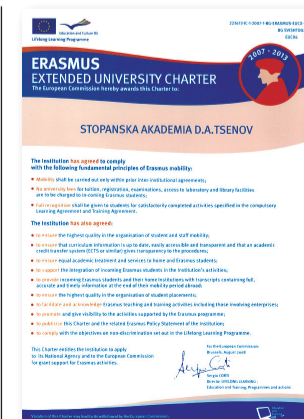 Education and Culture DG
Lifelong Learning Programme
ERASMUS
EXTENDED UNIVERSITY CHARTER
The European Commission hereby awards this Charter to:
2007 - 2013
STOPANSKA AKADEMIA D.A.TSENOV
The Institution has agreed to comply
with the following fundamental principles of Erasmus mobility:
• Mobility shall be carried out only within prior inter-institutional agreements;
• No university fees for tuition, registration, examinations, access to laboratory and library facilities
are to be charged to in-coming Erasmus students;
• Full recognition shall be given to students for satisfactorily completed activities specified in the compulsory
Learning Agreement and Training Agreement.
The Institution has also agreed:
• to ensure the highest quality in the organisation of student and staff mobility;
• to ensure that curriculum information is up to date, easily accessible and transparent and that an academic
credit transfer system (ECTS or similar) gives transparency to the procedures;
• to ensure equal academic treatment and services to home and Erasmus students;
• to support the integration of incoming Erasmus students in the Institution's activities;
• to provide incoming Erasmus students and their home Institutions with transcripts containing full,
accurate and timely information at the end of their mobility period abroad;
• to ensure the highest quality in the organisation of student placements;
• to facilitate and acknowledge Erasmus teaching and training activities including those involving enterprises;
• to promote and give visibility to the activities supported by the Erasmus programme;
• to publicise this Charter and the related Erasmus Policy Statement of the Institution;
• to comply with the objectives on non-discrimination set out in the Lifelong Learning Programme.
This Charter entitles the Institution to apply
to its National Agency and to the European Commission
for grant support for Erasmus activities.
For the European Commission
Brussels, August 2008
Sergio CORTI
Director LIFELONG LEARNING:
Education and Training, Programmes and actions